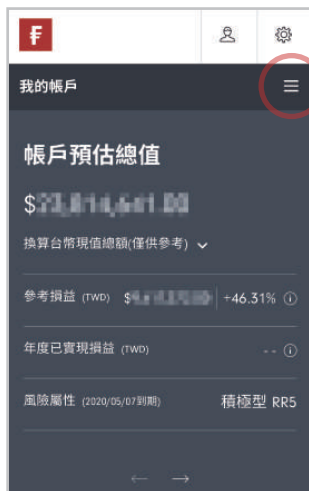 我的帳戶
帳戶預估總值
$
換算台幣現值總額(僅供參考)
參考損益 (TWD) $ +46.31%
年度已實現損益 (TWD) --
風險屬性 (2020/05/07到期) 積極型 RR5